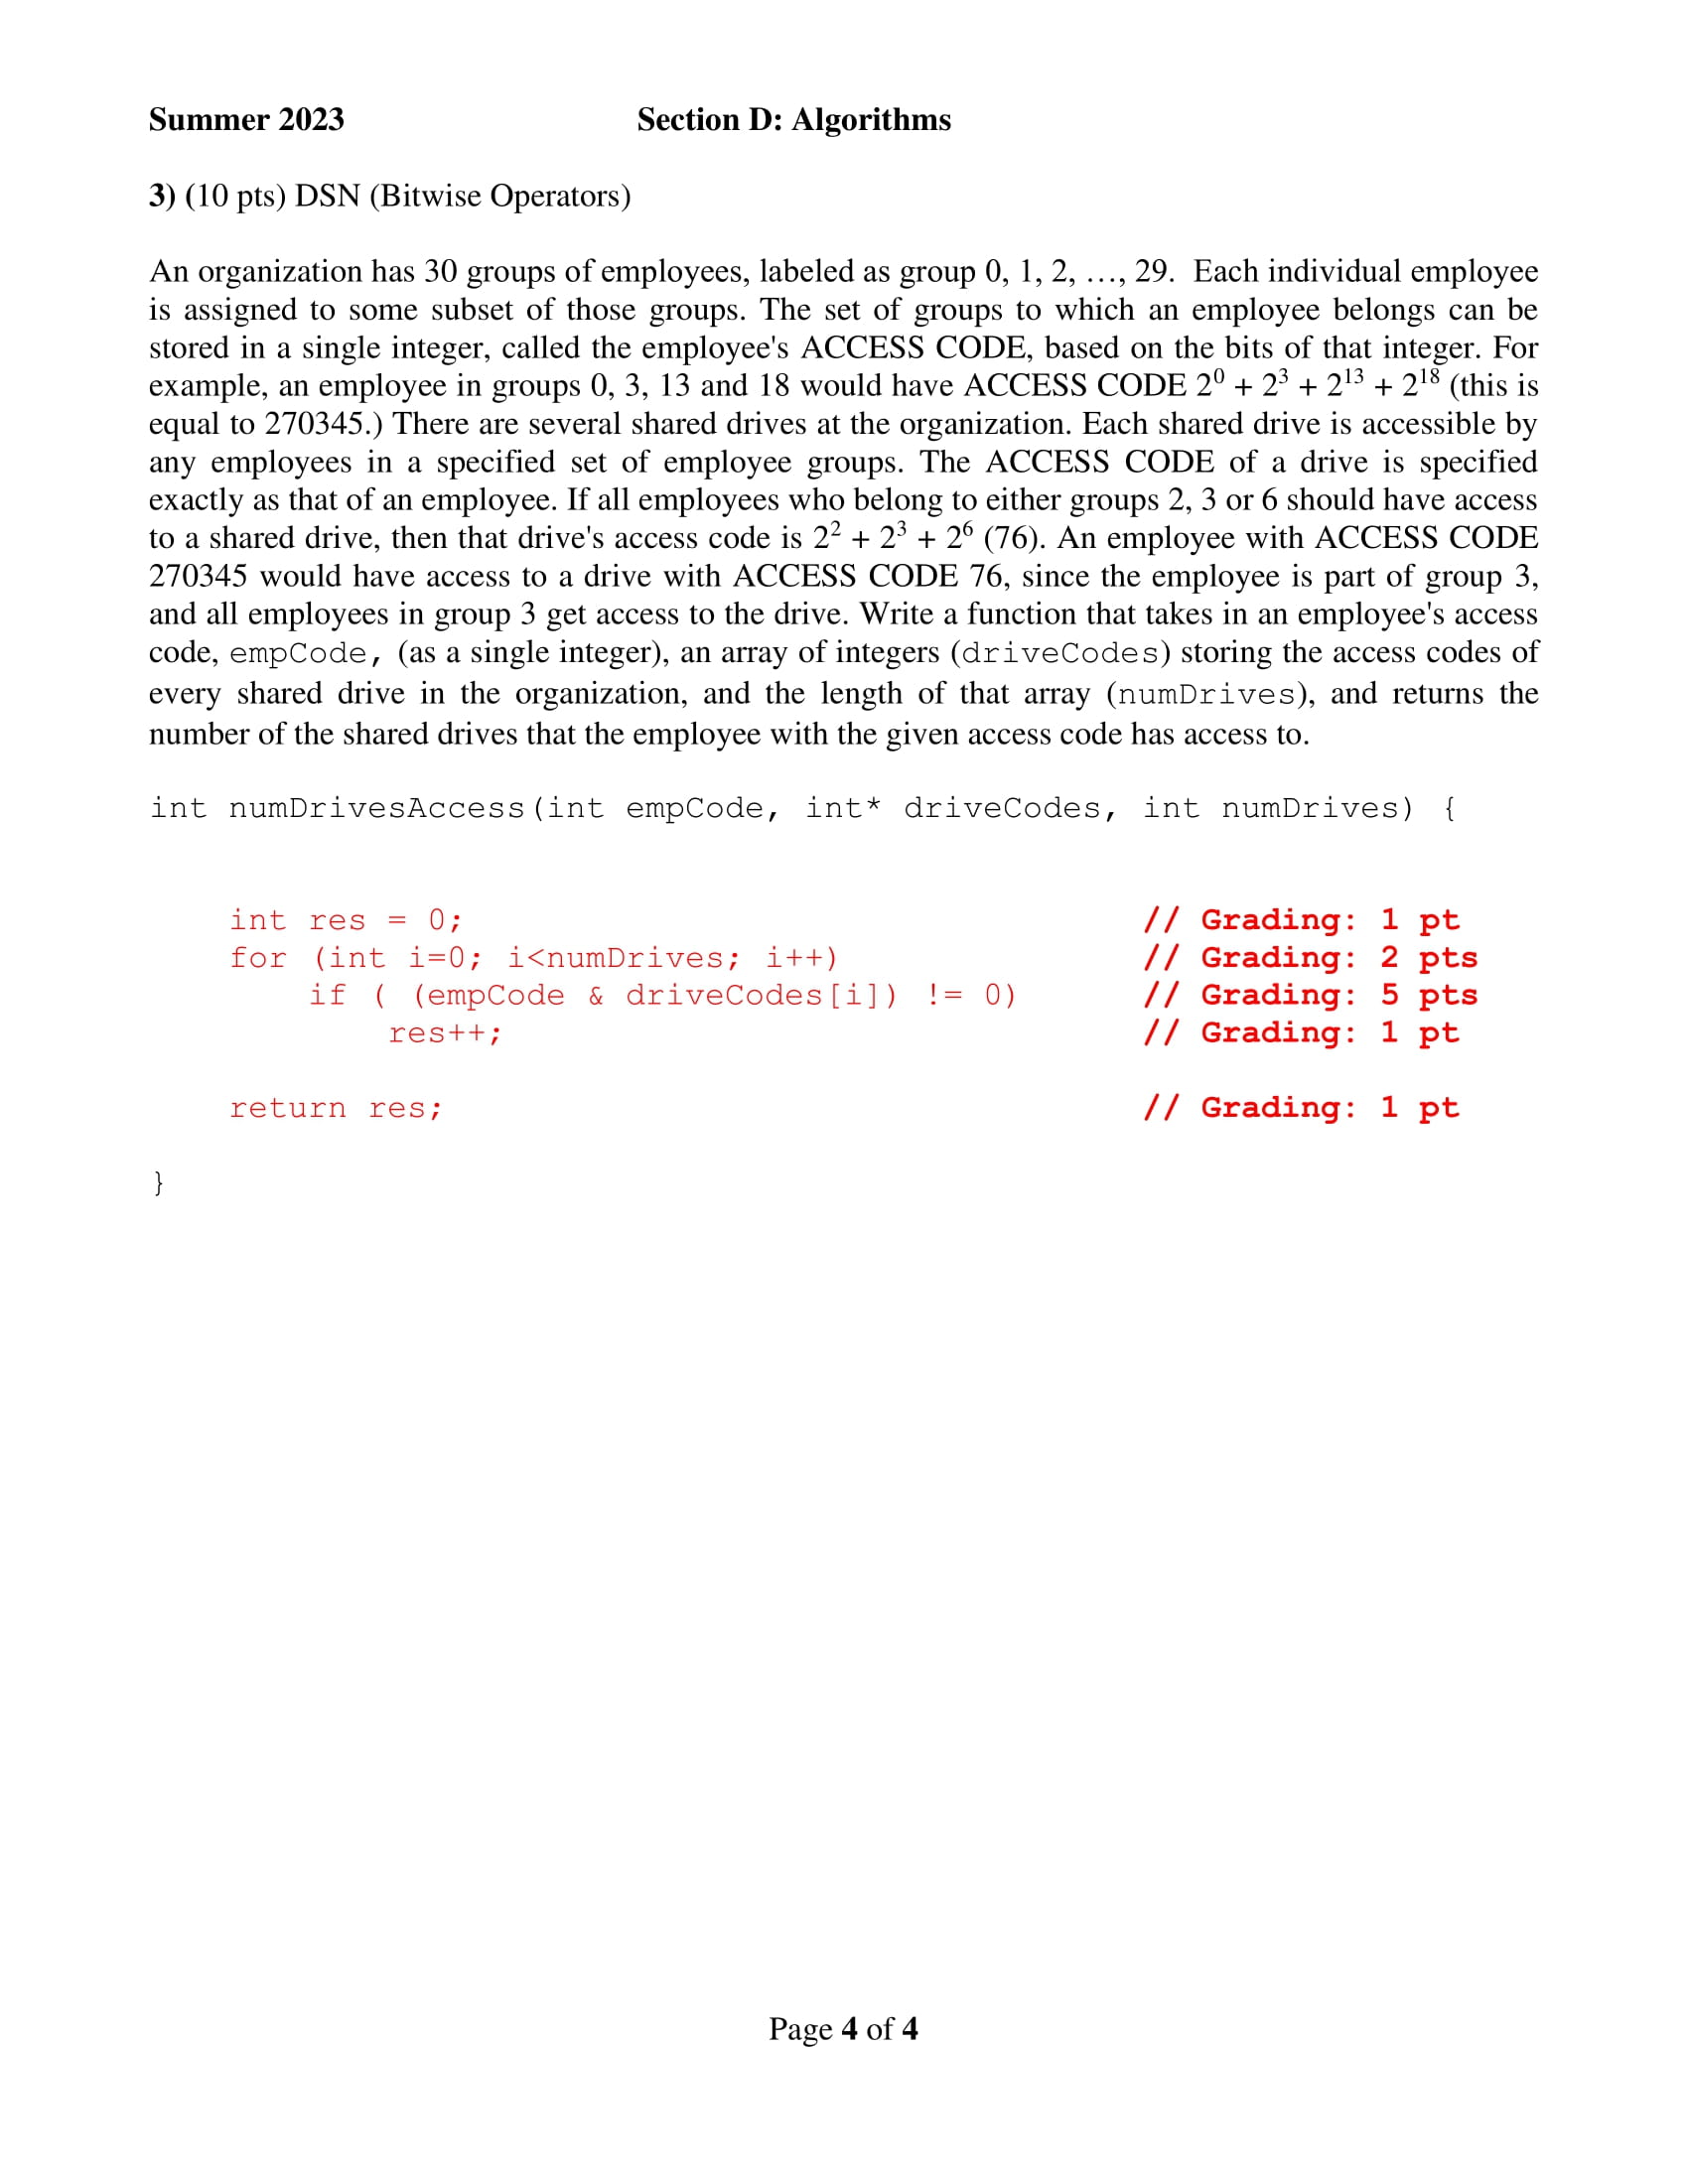 Summer 2023 Section D: Algorithms
3) (10 pts) DSN (Bitwise Operators)
An organization has 30 groups of employees, labeled as group 0, 1, 2, …, 29. Each individual employee
is assigned to some subset of those groups. The set of groups to which an employee belongs can be
stored in a single integer, called the employee's ACCESS CODE, based on the bits of that integer. For
example, an employee in groups 0, 3, 13 and 18 would have ACCESS CODE 2⁰ + 2³ + 2¹³ + 2¹⁸ (this is
equal to 270345.) There are several shared drives at the organization. Each shared drive is accessible by
any employees in a specified set of employee groups. The ACCESS CODE of a drive is specified
exactly as that of an employee. If all employees who belong to either groups 2, 3 or 6 should have access
to a shared drive, then that drive's access code is 2² + 2³ + 2⁶ (76). An employee with ACCESS CODE
270345 would have access to a drive with ACCESS CODE 76, since the employee is part of group 3,
and all employees in group 3 get access to the drive. Write a function that takes in an employee's access
code, empCode, (as a single integer), an array of integers (driveCodes) storing the access codes of
every shared drive in the organization, and the length of that array (numDrives), and returns the
number of the shared drives that the employee with the given access code has access to.
int numDrivesAccess(int empCode, int* driveCodes, int numDrives) {
int res = 0; // Grading: 1 pt
for (int i=0; i<numDrives; i++) // Grading: 2 pts
if ( (empCode & driveCodes[i]) != 0) // Grading: 5 pts
res++; // Grading: 1 pt
return res; // Grading: 1 pt
}
Page 4 of 4